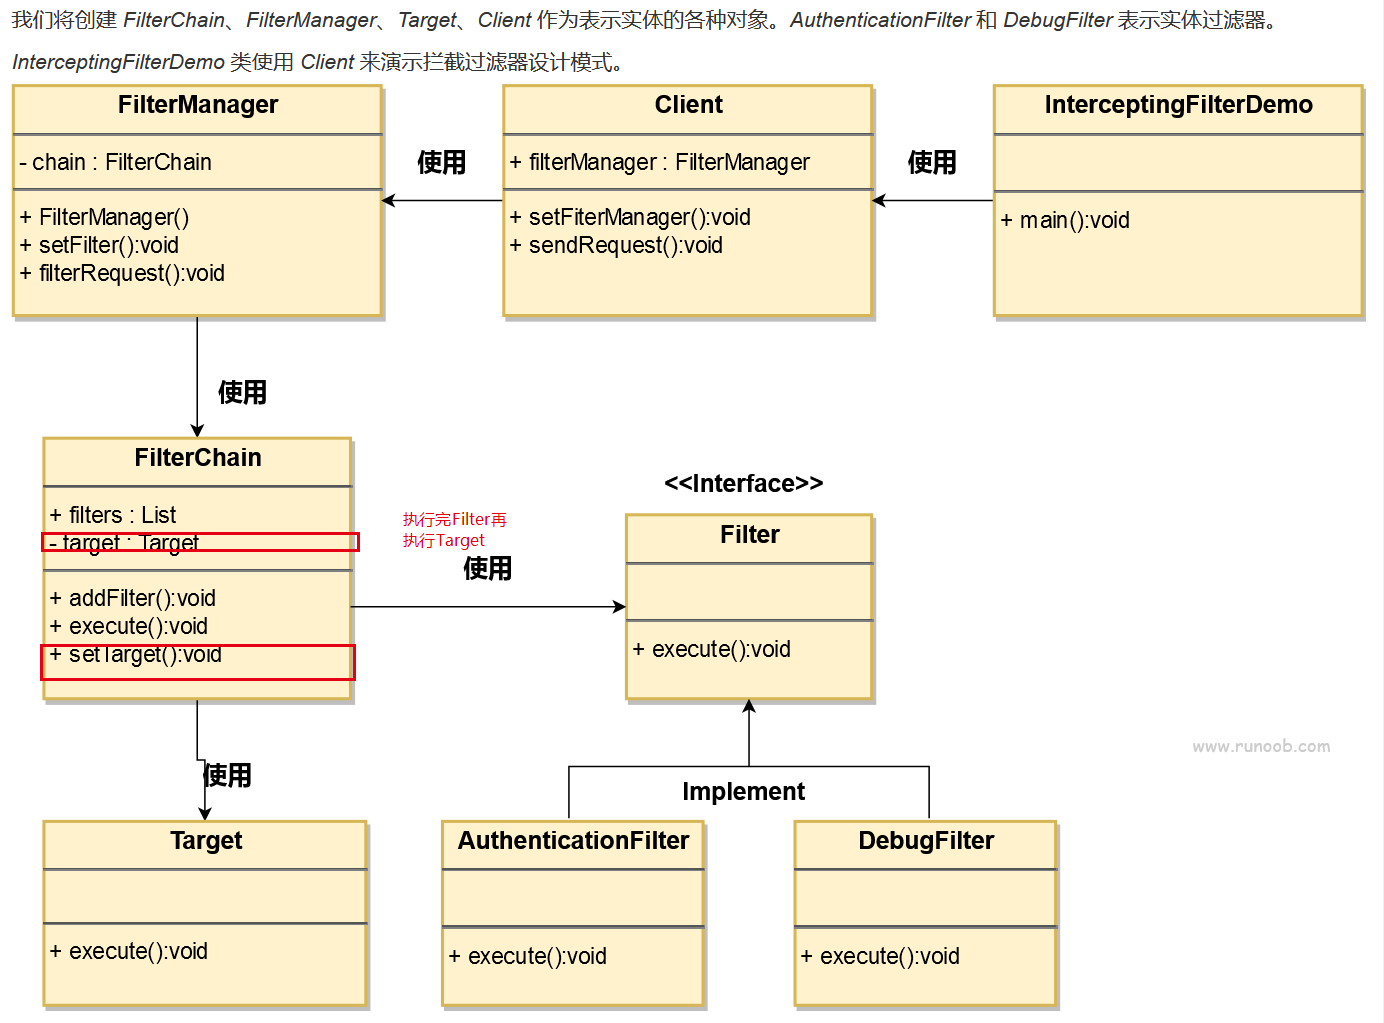 我们将创建 FilterChain、FilterManager、Target、Client 作为表示实体的各种对象。AuthenticationFilter 和 DebugFilter 表示实体过滤器。
InterceptingFilterDemo 类使用 Client 来演示拦截过滤器设计模式。
FilterManager
- chain : FilterChain
+ FilterManager()
+ setFilter():void
+ filterRequest():void
使用
Client
+ filterManager : FilterManager
+ setFiterManager():void
+ sendRequest():void
使用
InterceptingFilterDemo
+ main():void
使用
FilterChain
+ filters : List
- target : Target
+ addFilter():void
+ execute():void
+ setTarget():void
执行完Filter再
执行Target
使用
<<Interface>>
Filter
+ execute():void
www.runoob.com
使用
Implement
Target
+ execute():void
AuthenticationFilter
+ execute():void
DebugFilter
+ execute():void